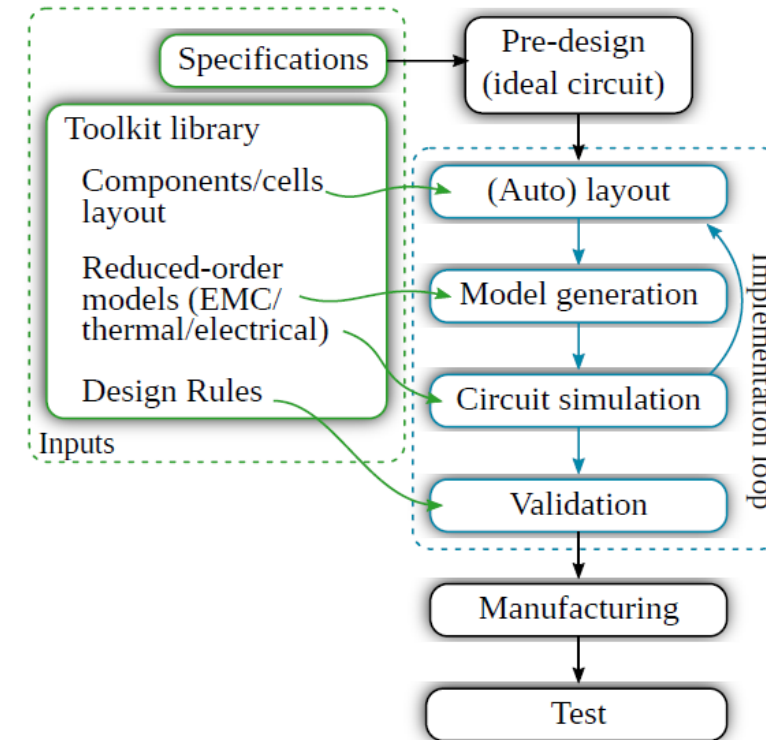 Specifications
Pre-design
(ideal circuit)
Toolkit library
Components/cells
layout
Reduced-order
models (EMC/
thermal/electrical)
Design Rules
Inputs
(Auto) layout
Model generation
Circuit simulation
Validation
Implementation loop
Manufacturing
Test